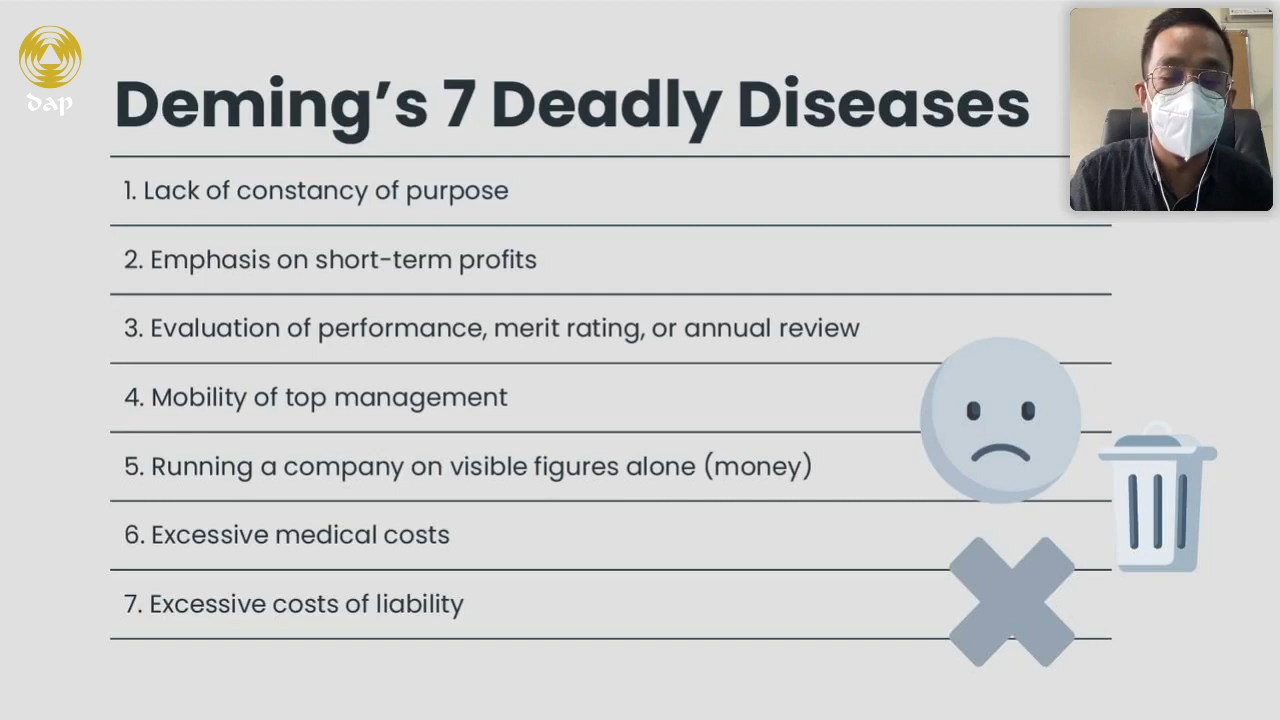 dap
Deming’s 7 Deadly Diseases
1. Lack of constancy of purpose
2. Emphasis on short-term profits
3. Evaluation of performance, merit rating, or annual review
4. Mobility of top management
5. Running a company on visible figures alone (money)
6. Excessive medical costs
7. Excessive costs of liability